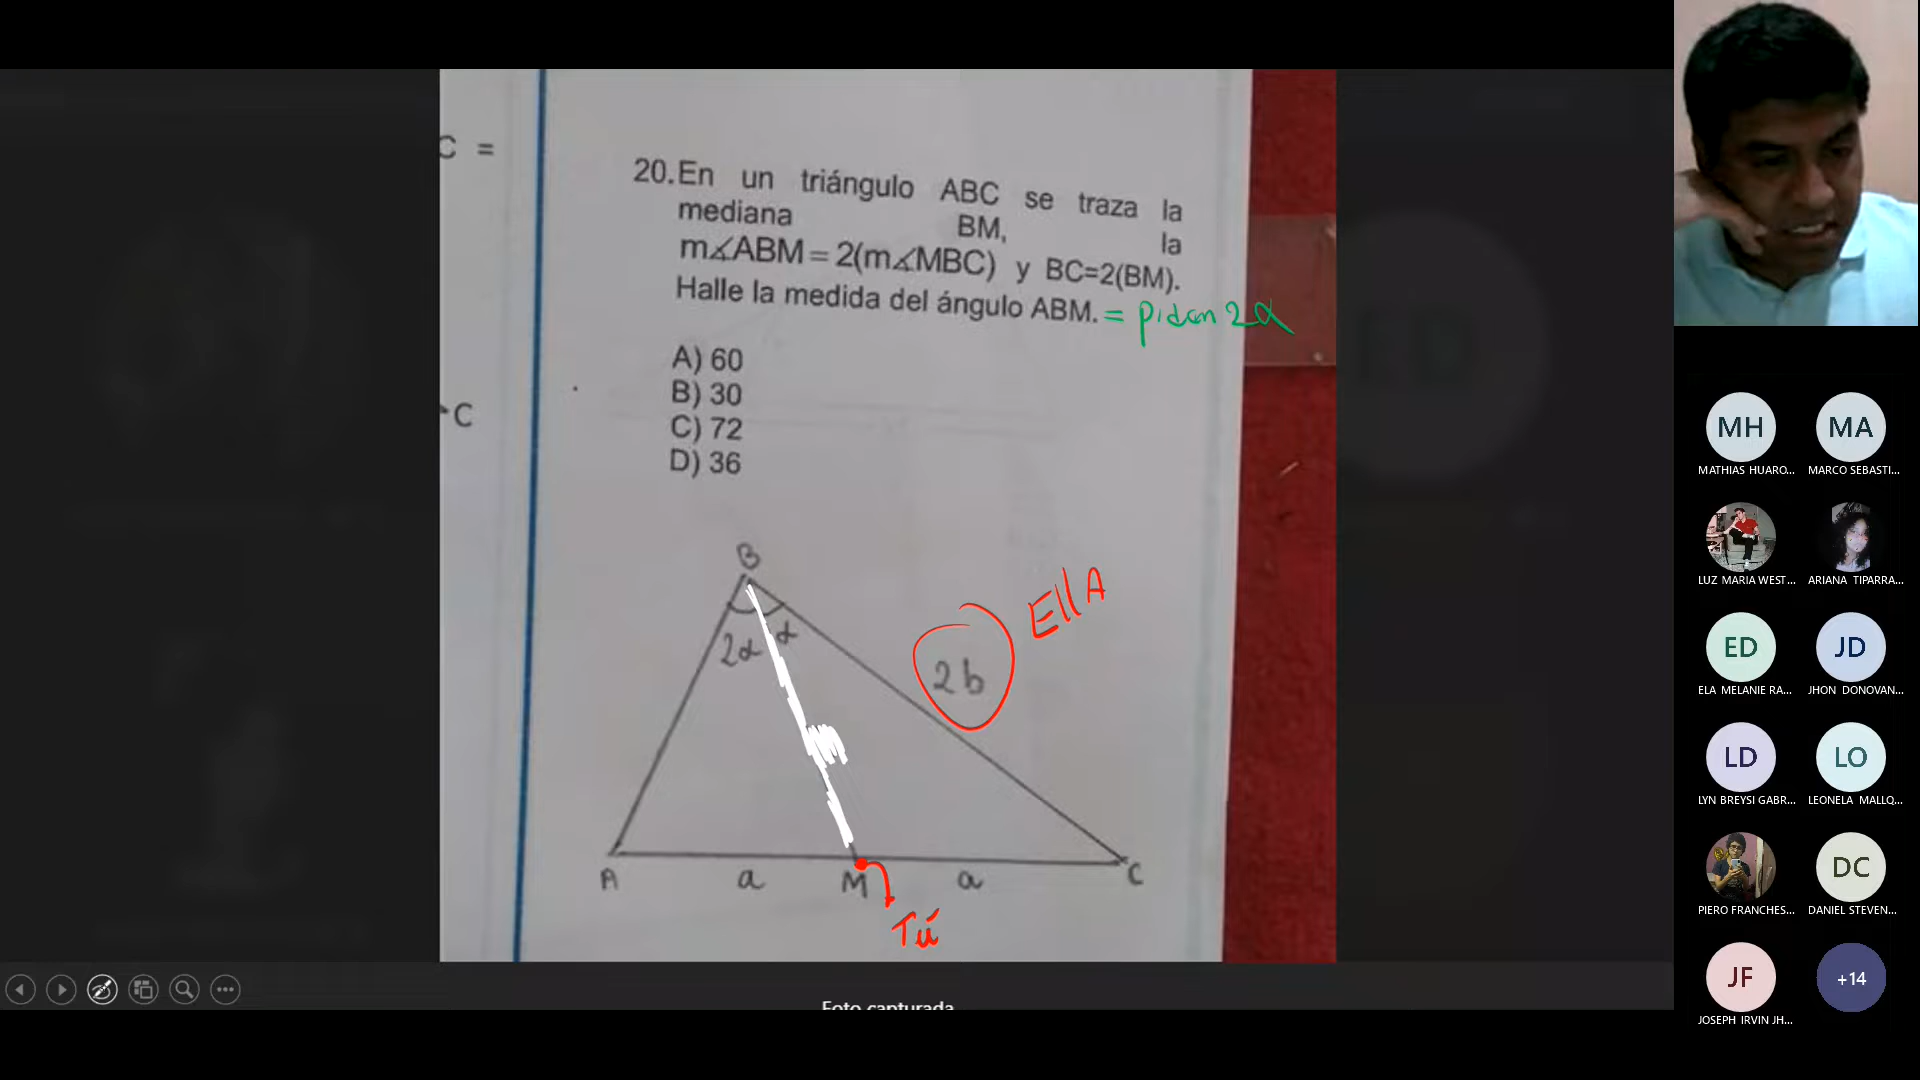 C =
20. En un triángulo ABC se traza la
mediana BM, la
m∡ABM = 2(m∡MBC) y BC=2(BM).
Halle la medida del ángulo ABM. = pidan 2α
A) 60
B) 30
C) 72
D) 36
C
B
2α α
2b
EllA
A a M a C
Tú
Foto capturada
MH MA
MATHIAS HUARO... MARCO SEBASTI...
LUZ MARIA WEST... ARIANA TIPARRA...
ED JD
ELA MELANIE RA... JHON DONOVAN...
LD LO
LYN BREYSI GABR... LEONELA MALLQ...
DC
PIERO FRANCHES... DANIEL STEVEN...
JF +14
JOSEPH IRVIN JH...